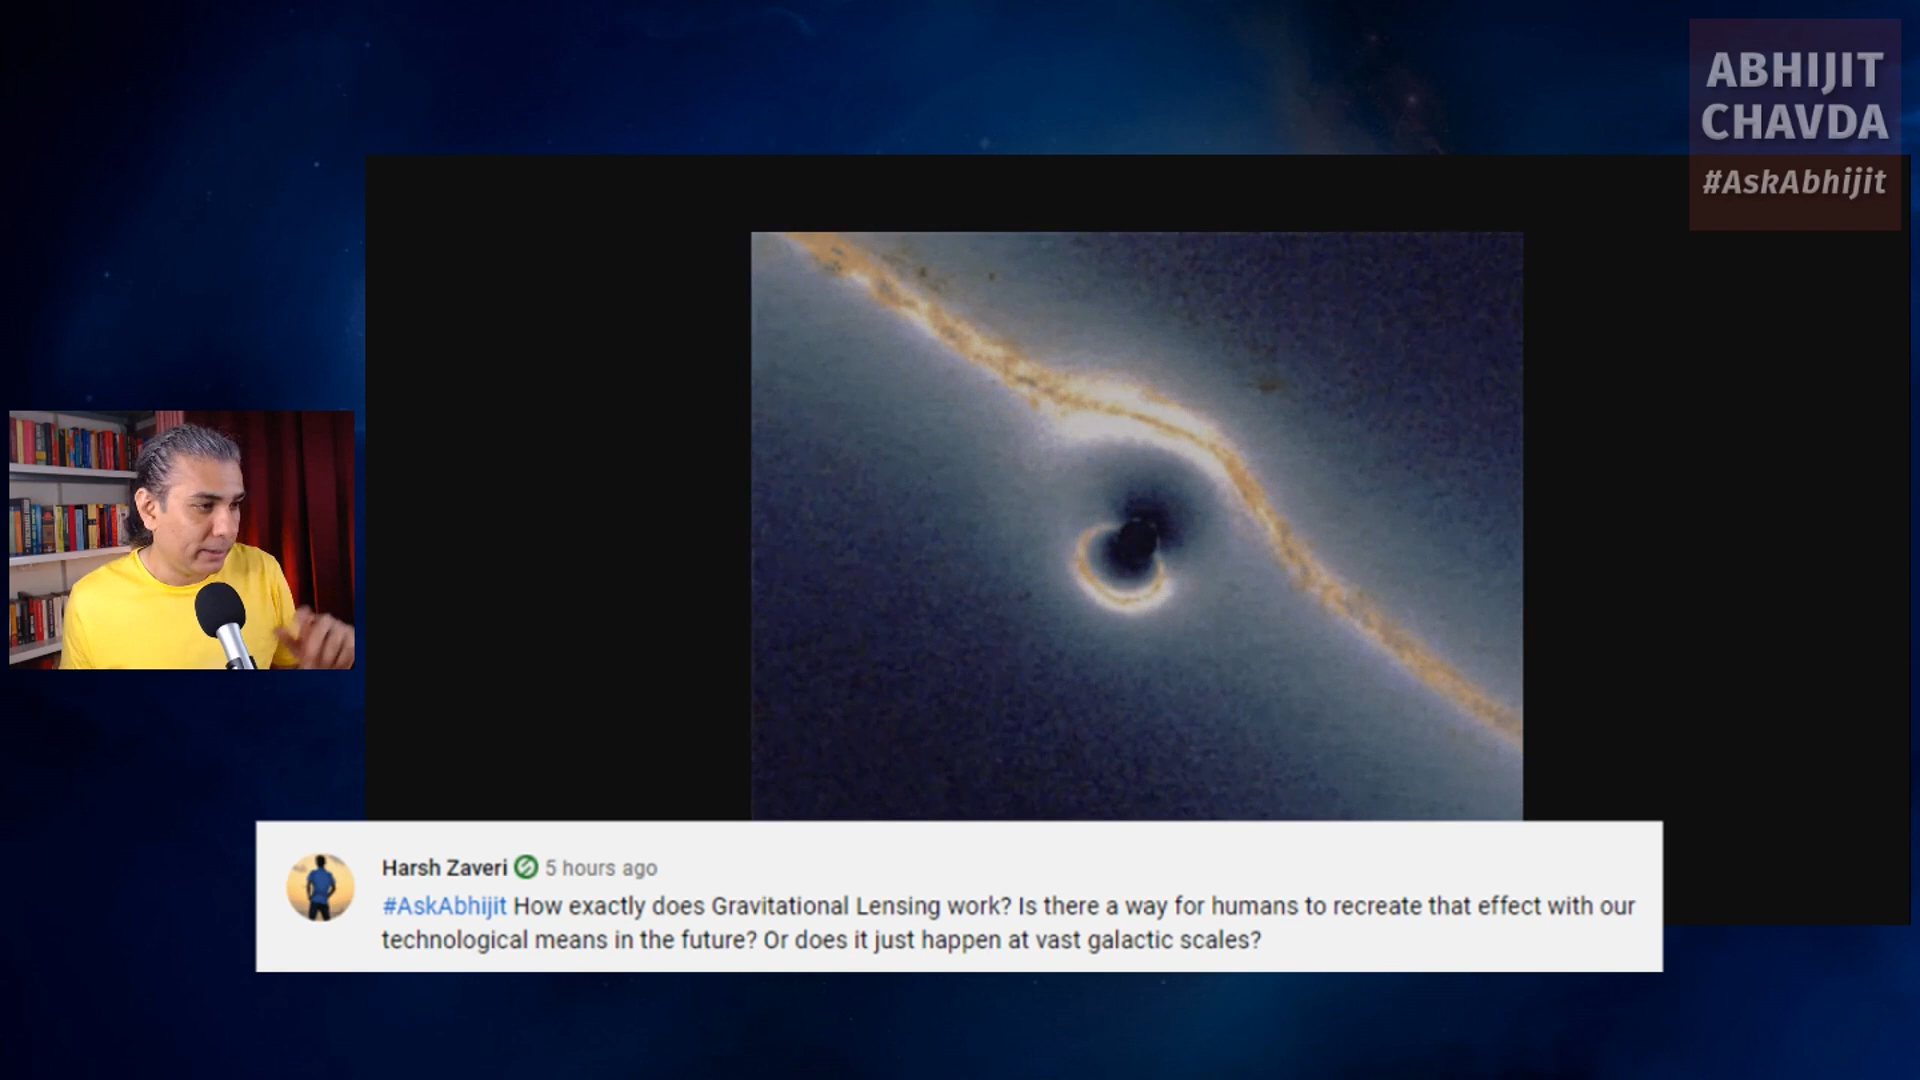 ABHIJIT
CHAVDA
#AskAbhijit
Harsh Zaveri 5 hours ago
#AskAbhijit How exactly does Gravitational Lensing work? Is there a way for humans to recreate that effect with our
technological means in the future? Or does it just happen at vast galactic scales?